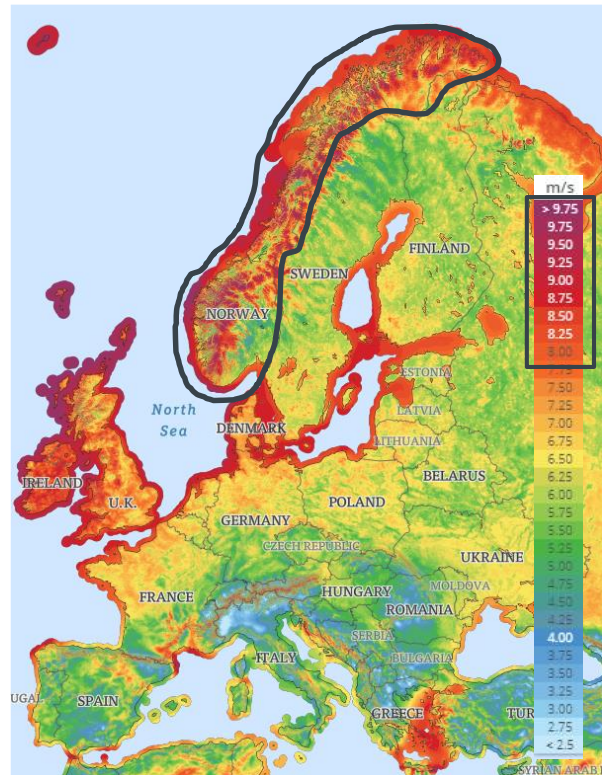 m/s
> 9.75
9.75
9.50
9.25
9.00
8.75
8.50
8.25
8.00
7.50
7.25
7.00
6.75
6.50
6.25
6.00
5.75
5.50
5.25
5.00
4.75
4.50
4.25
4.00
3.75
3.50
3.25
3.00
2.75
< 2.5
FINLAND
SWEDEN
NORWAY
ESTONIA
North
Sea
DENMARK
LATVIA
LITHUANIA
IRELAND
U.K.
BELARUS
POLAND
GERMANY
CZECH REPUBLIC
UKRAINE
FRANCE
HUNGARY
MOLDOVA
ROMANIA
SERBIA
ITALY
BULGARIA
UGAL
SPAIN
GREECE
TUR
SYRIAN ARAB